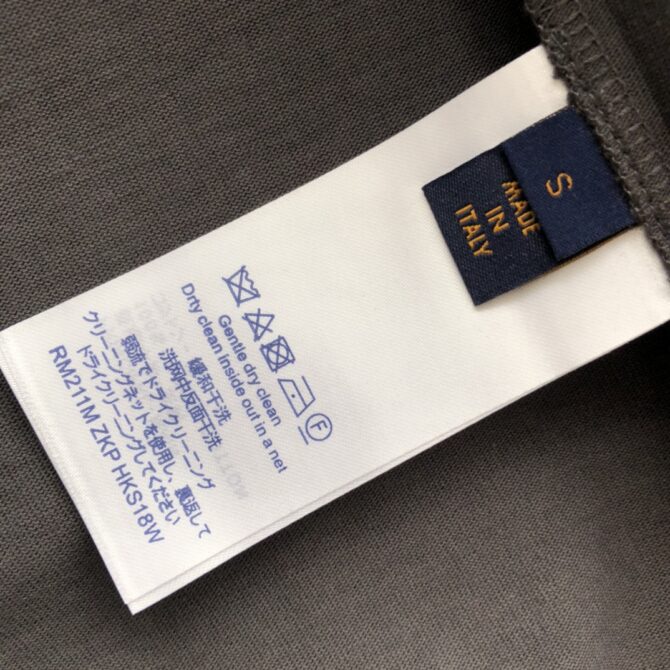 S
MADE
IN
ITALY
F
Gentle dry clean
Drty clean inside out in a net
缓和干洗
洗网中反面干洗
弱流でドライクリーニング
クリーニングネットを使用し、裏返して
ドライクリーニングしてください
RM211M ZKP HKS18W